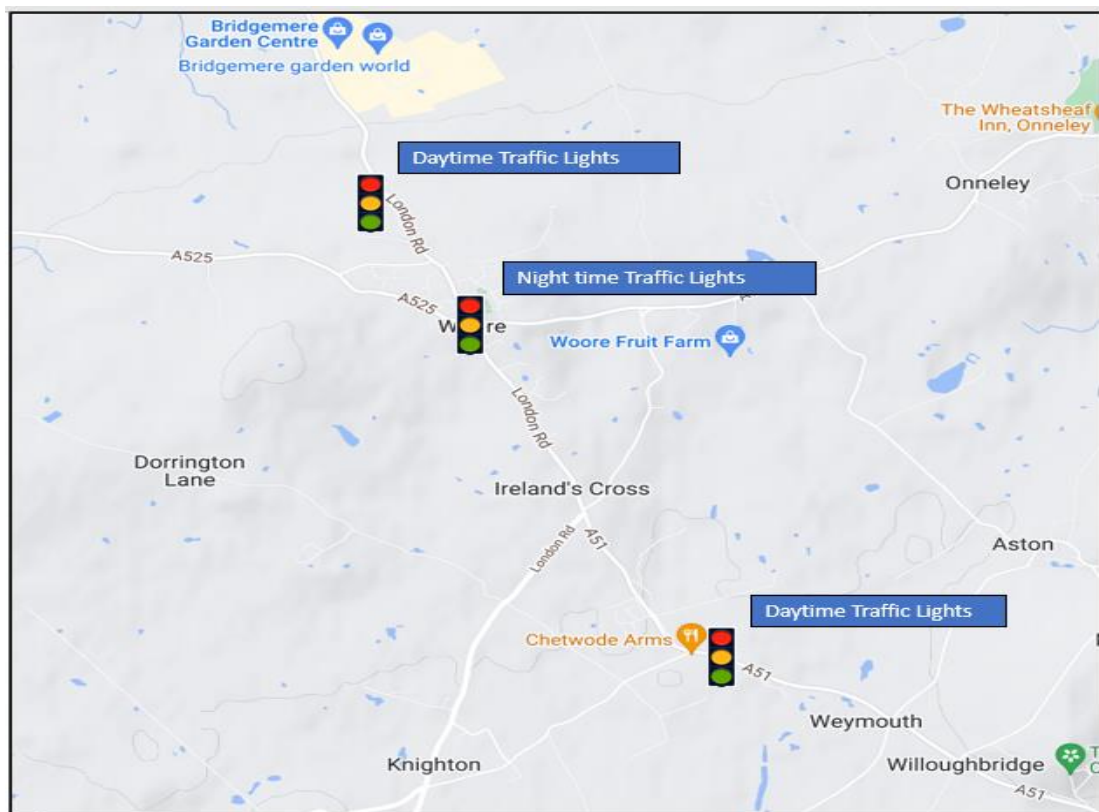 Bridgemere
Garden Centre
Bridgemere garden world
The Wheatsheaf
Inn, Onneley
Daytime Traffic Lights
Onneley
London Rd
A525
Night time Traffic Lights
A525
Woore Fruit Farm
London Rd
Dorrington
Lane
Ireland's Cross
London Rd
A51
Aston
Daytime Traffic Lights
Chetwode Arms
A51
Weymouth
Knighton
Willoughbridge
A51